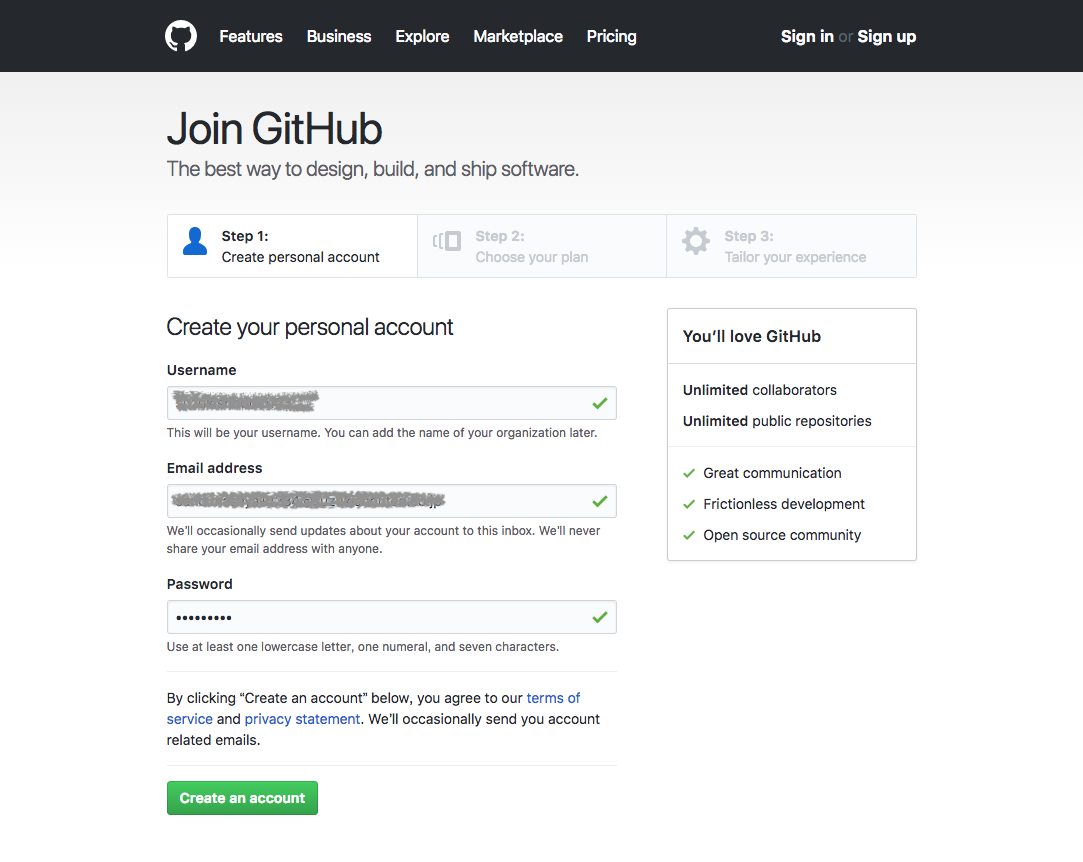 Features Business Explore Marketplace Pricing Sign in or Sign up
Join GitHub
The best way to design, build, and ship software.
Step 1:
Create personal account
Step 2:
Choose your plan
Step 3:
Tailor your experience
Create your personal account
Username
This will be your username. You can add the name of your organization later.
Email address
We'll occasionally send updates about your account to this inbox. We'll never
share your email address with anyone.
Password
•••••••••
Use at least one lowercase letter, one numeral, and seven characters.
By clicking “Create an account” below, you agree to our terms of
service and privacy statement. We’ll occasionally send you account
related emails.
Create an account
You’ll love GitHub
Unlimited collaborators
Unlimited public repositories
Great communication
Frictionless development
Open source community